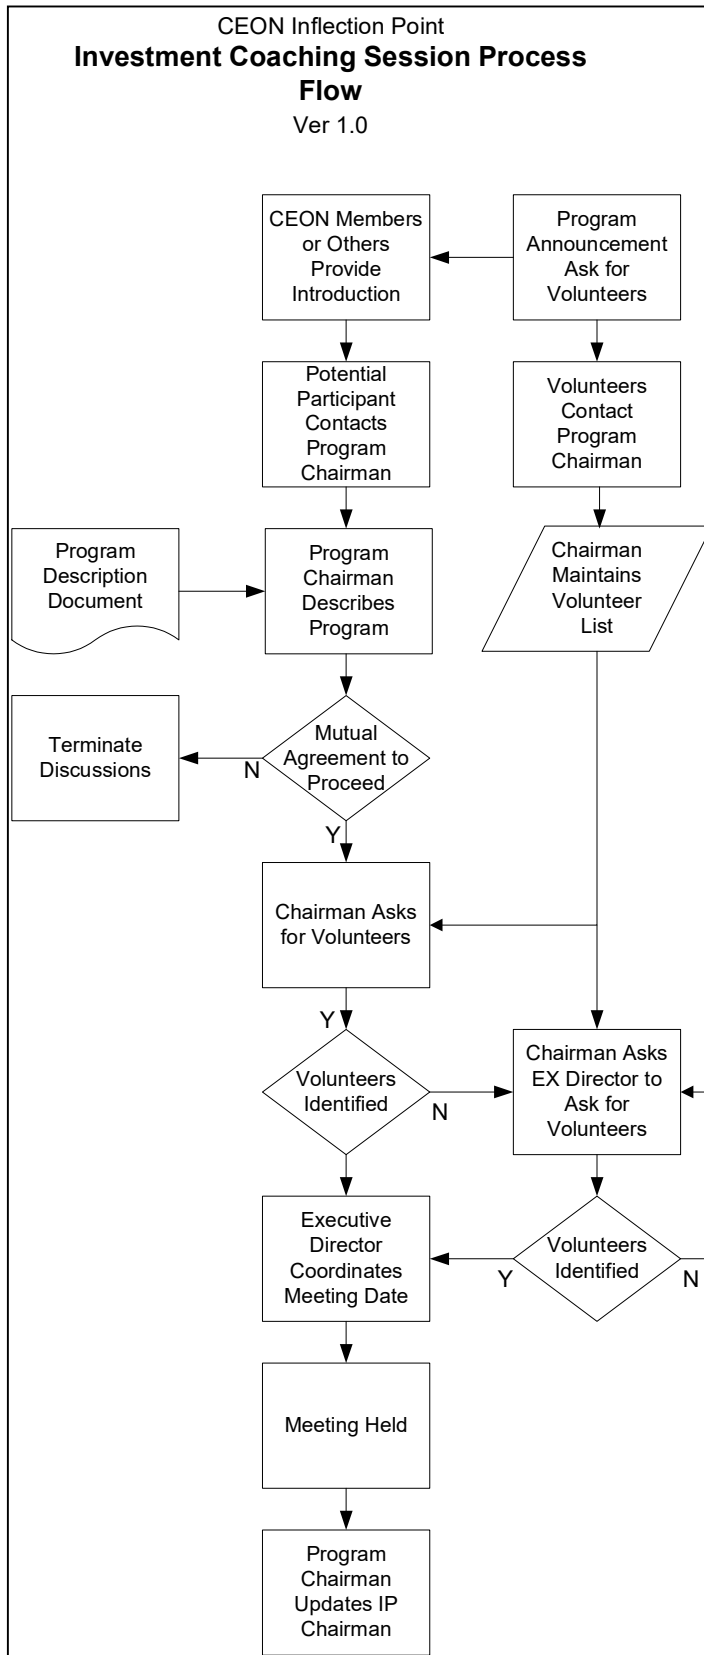 CEON Inflection Point
Investment Coaching Session Process
Flow
Ver 1.0
CEON Members
or Others
Provide
Introduction
Program
Announcement
Ask for
Volunteers
Potential
Participant
Contacts
Program
Chairman
Volunteers
Contact
Program
Chairman
Program
Description
Document
Program
Chairman
Describes
Program
Chairman
Maintains
Volunteer
List
Terminate
Discussions
N
Mutual
Agreement to
Proceed
Y
Chairman Asks
for Volunteers
Y
Volunteers
Identified
N
Chairman Asks
EX Director to
Ask for
Volunteers
Executive
Director
Coordinates
Meeting Date
Y
Volunteers
Identified
N
Meeting Held
Program
Chairman
Updates IP
Chairman